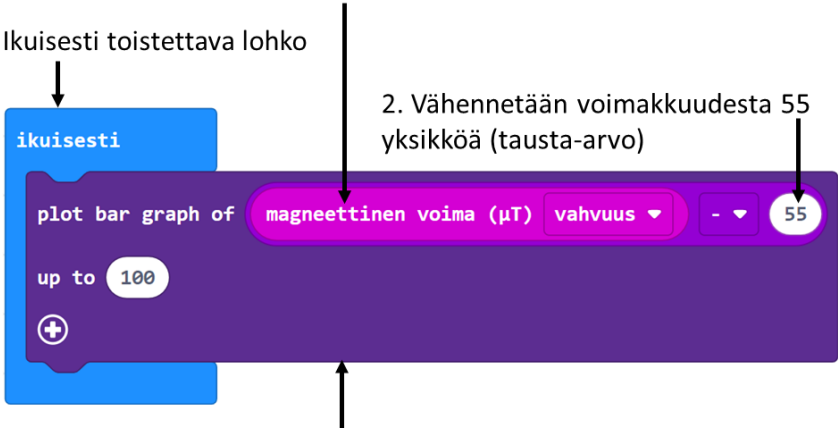 Ikuisesti toistettava lohko
2. Vähennetään voimakkuudesta 55
yksikköä (tausta-arvo)
ikuisesti
plot bar graph of magneettinen voima (µT) vahvuus - 55
up to 100